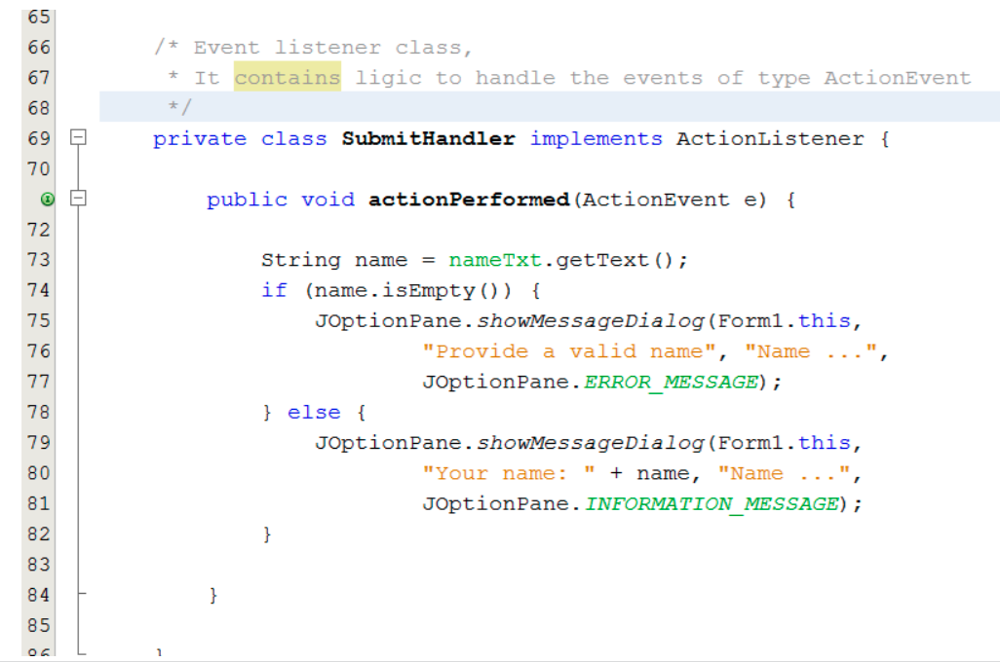 65
66 /* Event listener class,
67 * It contains ligic to handle the events of type ActionEvent
68 */
69 private class SubmitHandler implements ActionListener {
70
public void actionPerformed(ActionEvent e) {
72
73 String name = nameTxt.getText();
74 if (name.isEmpty()) {
75 JOptionPane.showMessageDialog(Form1.this,
76 "Provide a valid name", "Name ...",
77 JOptionPane.ERROR_MESSAGE);
78 } else {
79 JOptionPane.showMessageDialog(Form1.this,
80 "Your name: " + name, "Name ...",
81 JOptionPane.INFORMATION_MESSAGE);
82 }
83
84 }
85
86 }